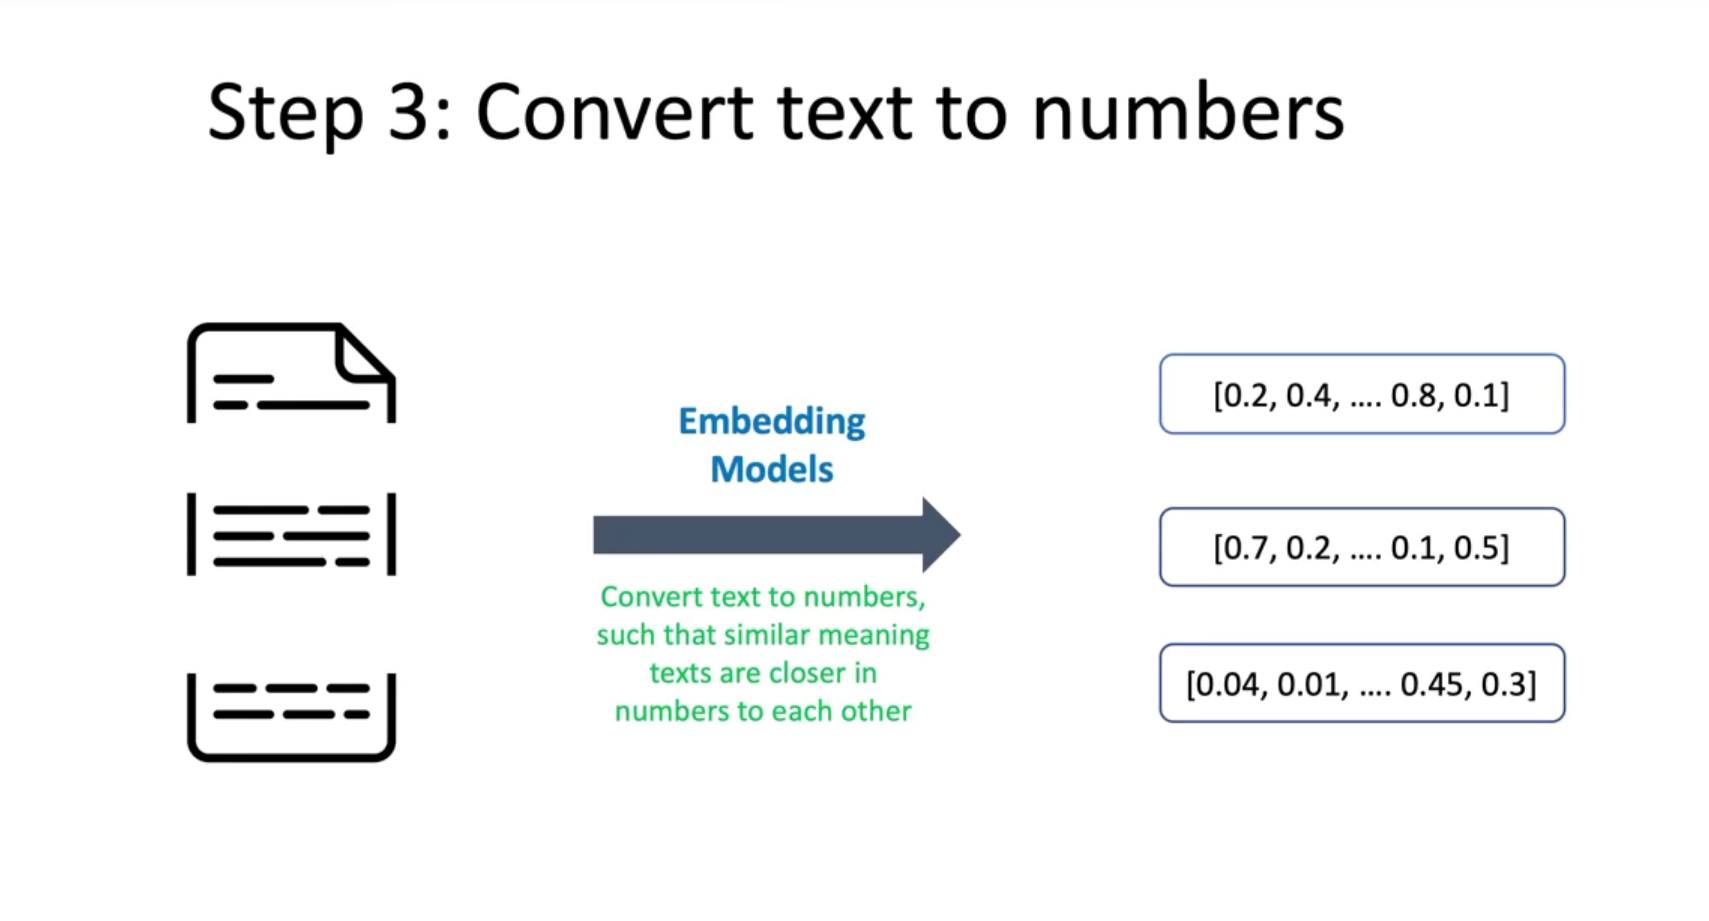 Step 3: Convert text to numbers
Embedding
Models
Convert text to numbers,
such that similar meaning
texts are closer in
numbers to each other
[0.2, 0.4, .... 0.8, 0.1]
[0.7, 0.2, .... 0.1, 0.5]
[0.04, 0.01, .... 0.45, 0.3]